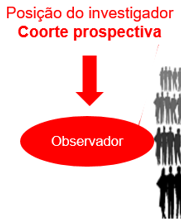 Posição do investigador
Coorte prospectiva
Observador